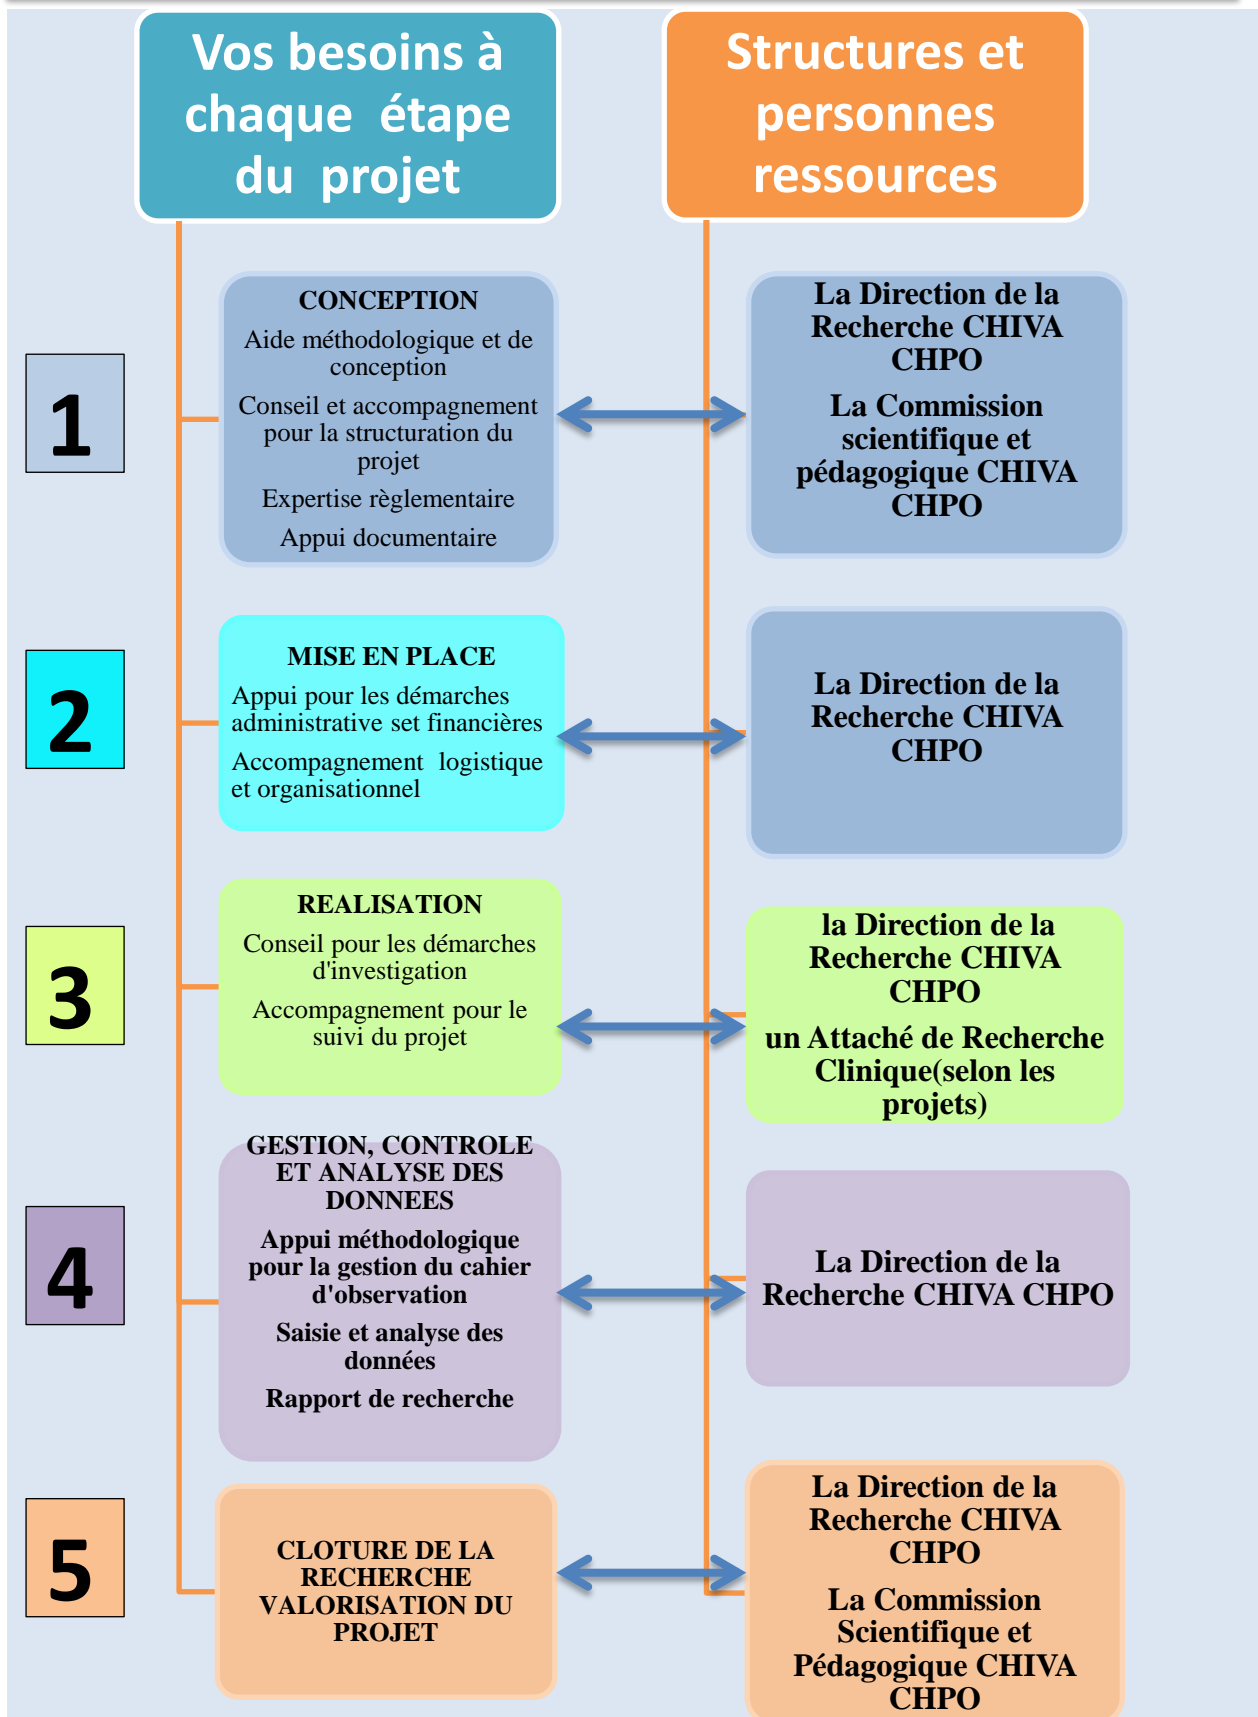 Vos besoins à
chaque étape
du projet
Structures et
personnes
ressources
1
CONCEPTION
Aide méthodologique et de
conception
Conseil et accompagnement
pour la structuration du
projet
Expertise règlementaire
Appui documentaire
La Direction de la
Recherche CHIVA
CHPO
La Commission
scientifique et
pédagogique CHIVA
CHPO
2
MISE EN PLACE
Appui pour les démarches
administrative set financières
Accompagnement logistique
et organisationnel
La Direction de la
Recherche CHIVA
CHPO
3
REALISATION
Conseil pour les démarches
d'investigation
Accompagnement pour le
suivi du projet
la Direction de la
Recherche CHIVA
CHPO
un Attaché de Recherche
Clinique(selon les
projets)
4
GESTION, CONTROLE
ET ANALYSE DES
DONNEES
Appui méthodologique
pour la gestion du cahier
d'observation
Saisie et analyse des
données
Rapport de recherche
La Direction de la
Recherche CHIVA CHPO
5
CLOTURE DE LA
RECHERCHE
VALORISATION DU
PROJET
La Direction de la
Recherche CHIVA
CHPO
La Commission
Scientifique et
Pédagogique CHIVA
CHPO